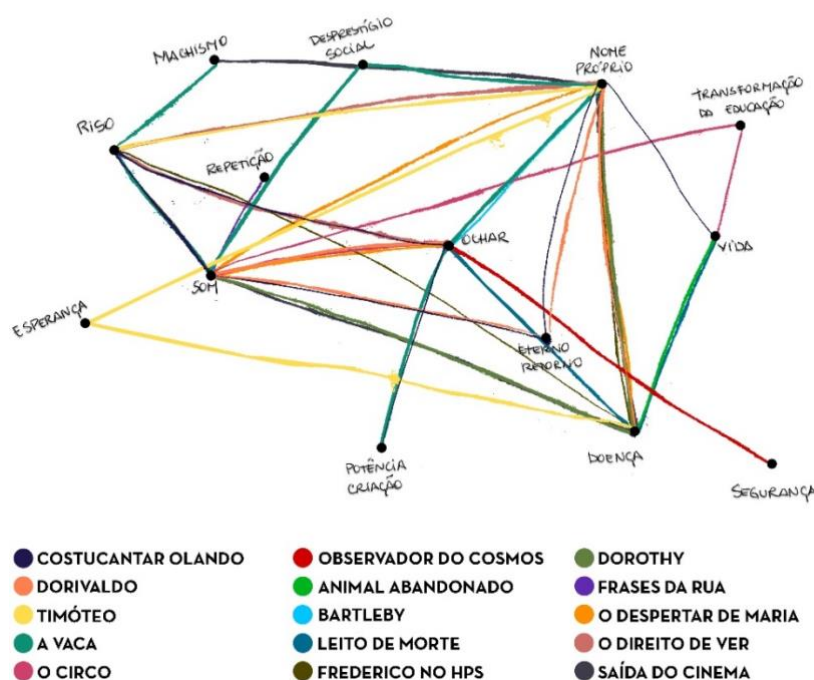 MACHISMO
DESPRESTÍGIO
SOCIAL
NOME
PRÓPRIO
TRANSFORMAÇÃO
DA EDUCAÇÃO
RISO
REPETIÇÃO
OLHAR
VIDA
SOM
ESPERANÇA
ETERNO
RETORNO
POTÊNCIA
CRIAÇÃO
DOENÇA
SEGURANÇA
COSTUCANTAR OLANDO
DORIVALDO
TIMÓTEO
A VACA
O CIRCO
OBSERVADOR DO COSMOS
ANIMAL ABANDONADO
BARTLEBY
LEITO DE MORTE
FREDERICO NO HPS
DOROTHY
FRASES DA RUA
O DESPERTAR DE MARIA
O DIREITO DE VER
SAÍDA DO CINEMA